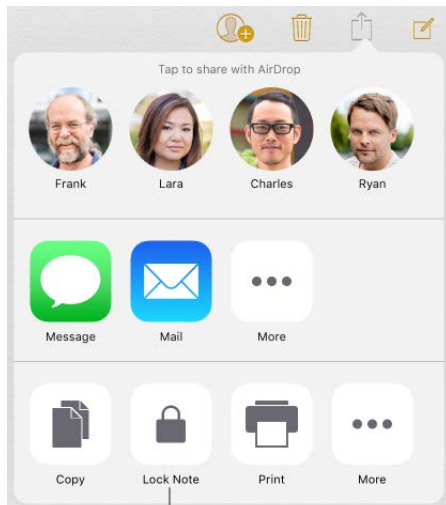 Tap to share with AirDrop
Frank Lara Charles Ryan
Message Mail More
Copy Lock Note Print More